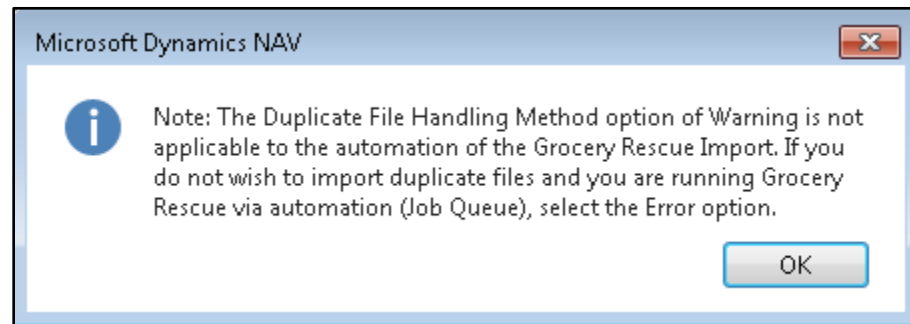 Microsoft Dynamics NAV
Note: The Duplicate File Handling Method option of Warning is not
applicable to the automation of the Grocery Rescue Import. If you
do not wish to import duplicate files and you are running Grocery
Rescue via automation (Job Queue), select the Error option.
OK